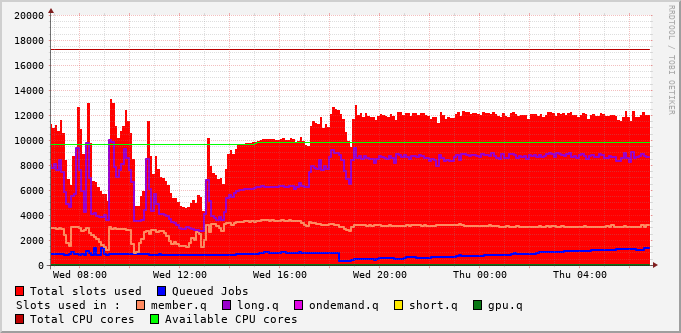 20000
18000
16000
14000
12000
10000
8000
6000
4000
2000
0
Wed 08:00 Wed 12:00 Wed 16:00 Wed 20:00 Thu 00:00 Thu 04:00
RRDTOOL / TOBI OETIKER
Total slots used Queued Jobs
Slots used in : member.q long.q ondemand.q short.q gpu.q
Total CPU cores Available CPU cores